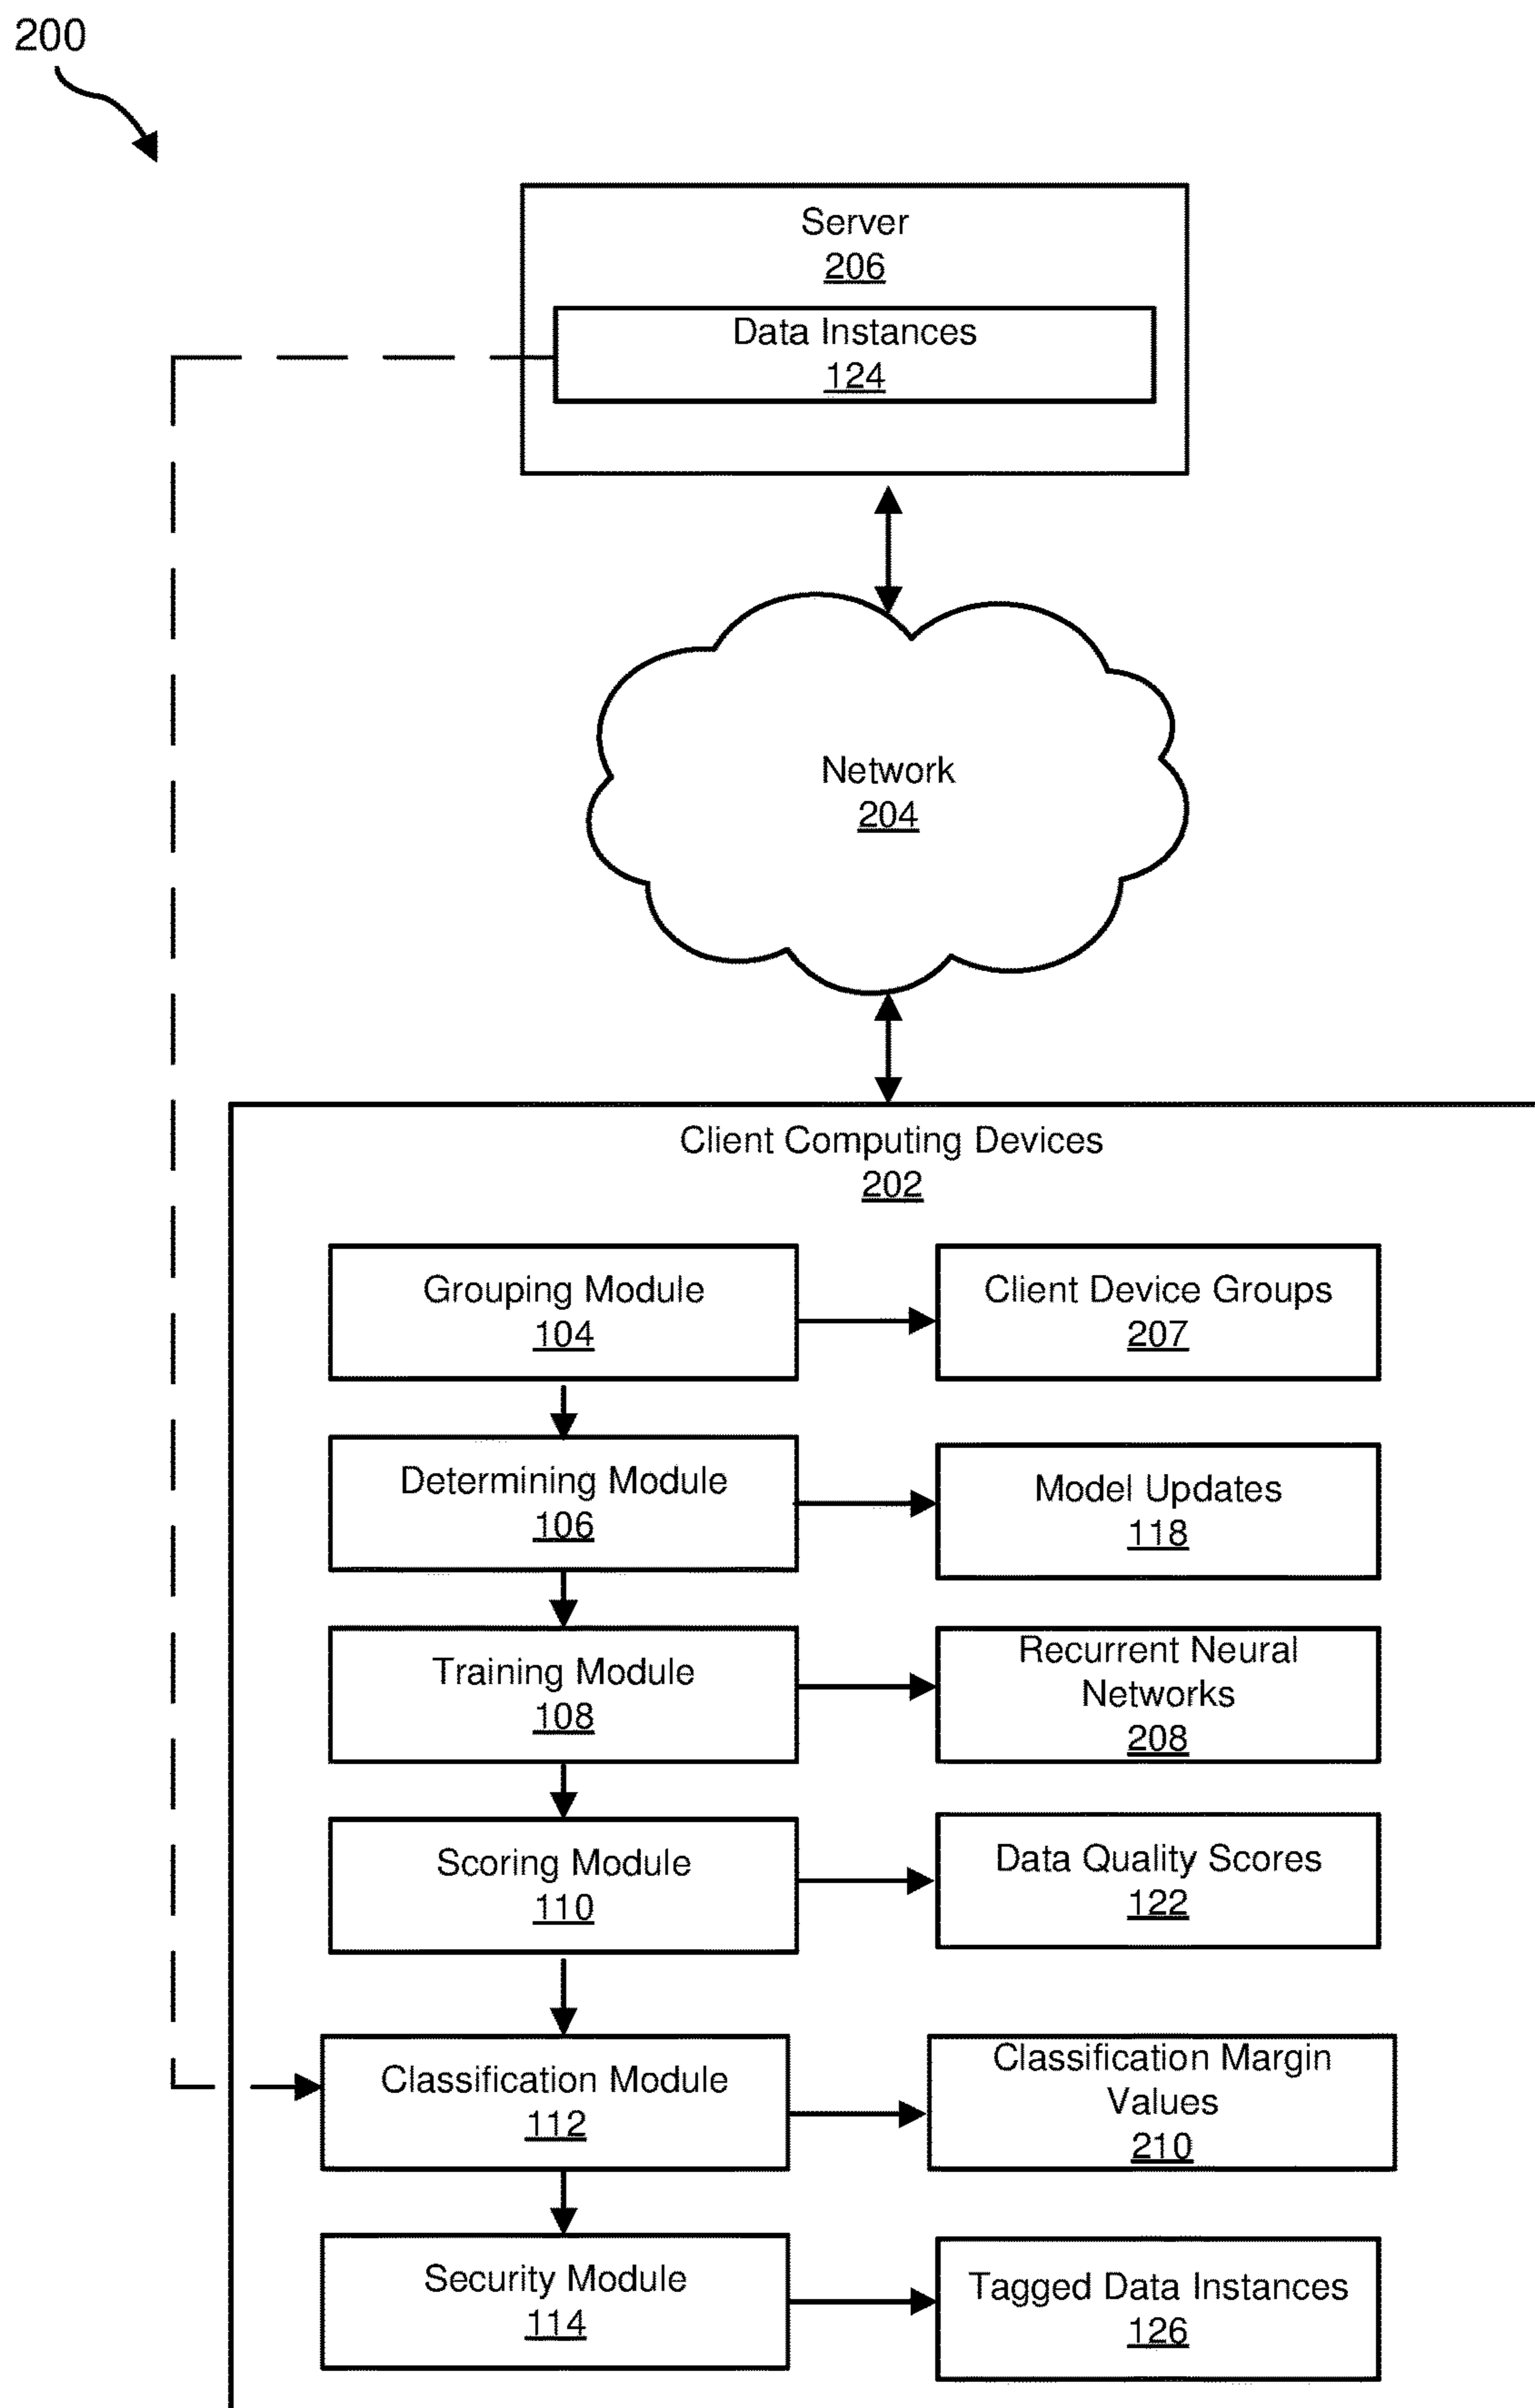 200
Server
206
Data Instances
124
Network
204
Client Computing Devices
202
Grouping Module
104
Client Device Groups
207
Determining Module
106
Model Updates
118
Training Module
108
Recurrent Neural
Networks
208
Scoring Module
110
Data Quality Scores
122
Classification Module
112
Classification Margin
Values
210
Security Module
114
Tagged Data Instances
126